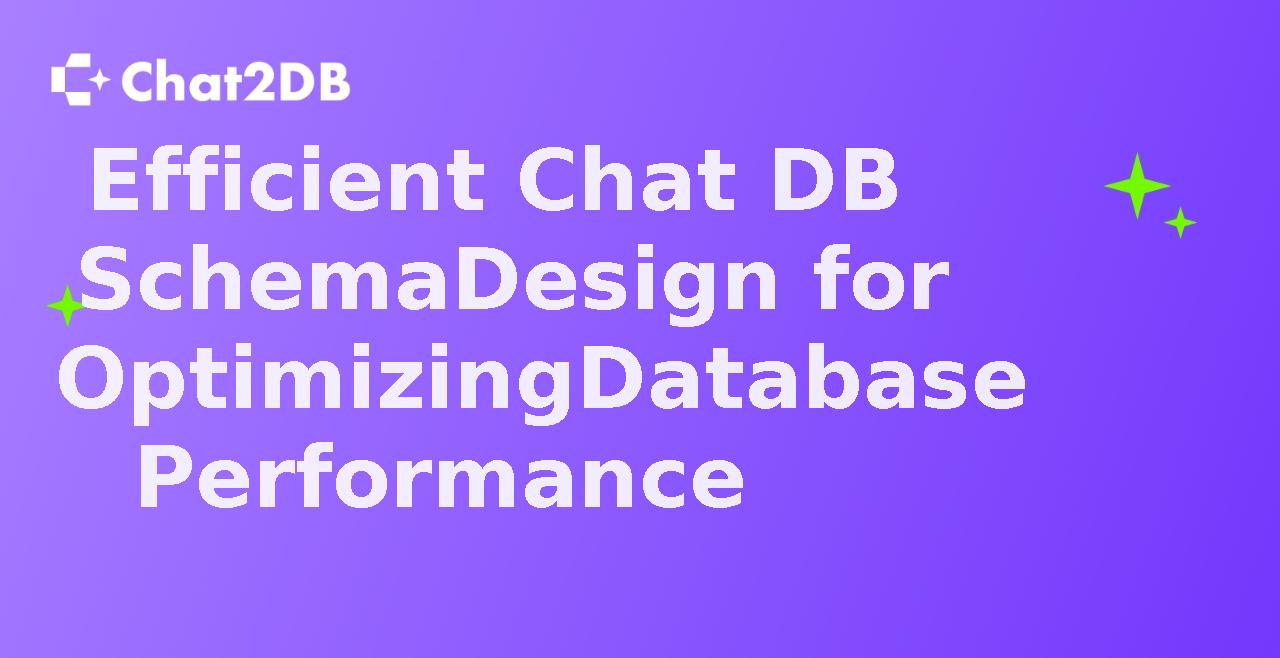 Chat2DB
Efficient Chat DB
SchemaDesign for
OptimizingDatabase
Performance